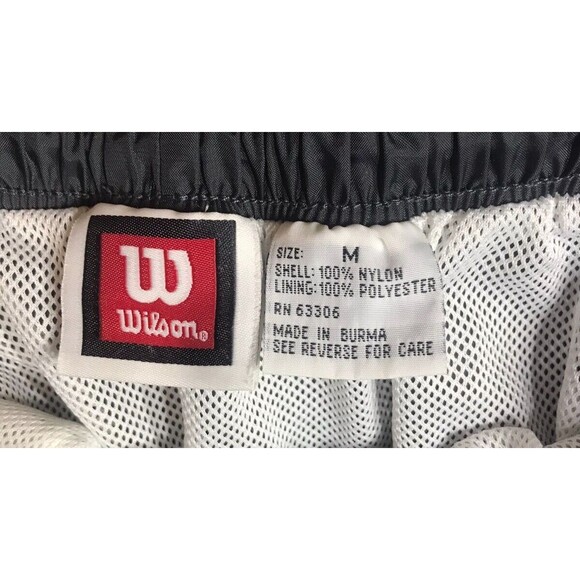 W
Wilson®
SIZE: M
SHELL: 100% NYLON
LINING: 100% POLYESTER
RN 63306
MADE IN BURMA
SEE REVERSE FOR CARE